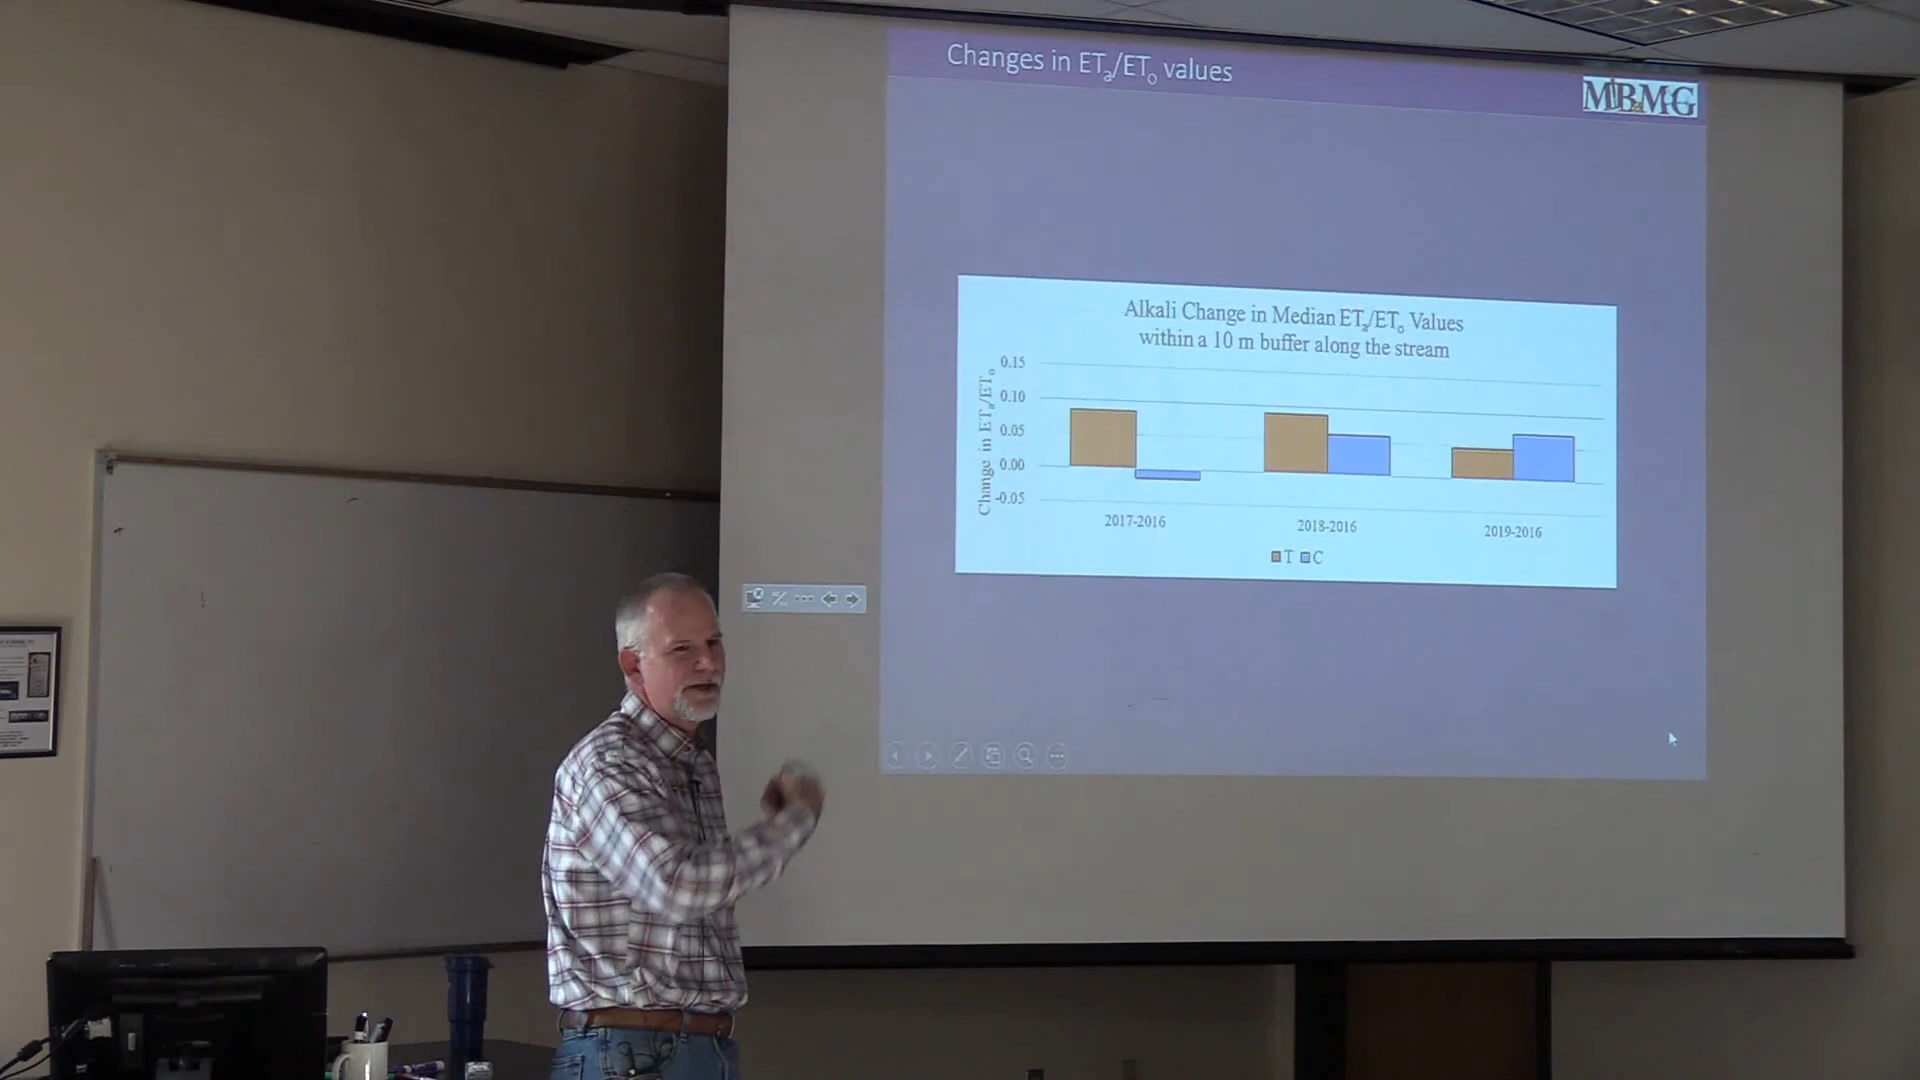 Changes in ETa/ETo values
MB&MG
Alkali Change in Median ETa/ETo Values
within a 10 m buffer along the stream
Change in ETa/ETo
0.15
0.10
0.05
0.00
-0.05
2017-2016
2018-2016
2019-2016
T C